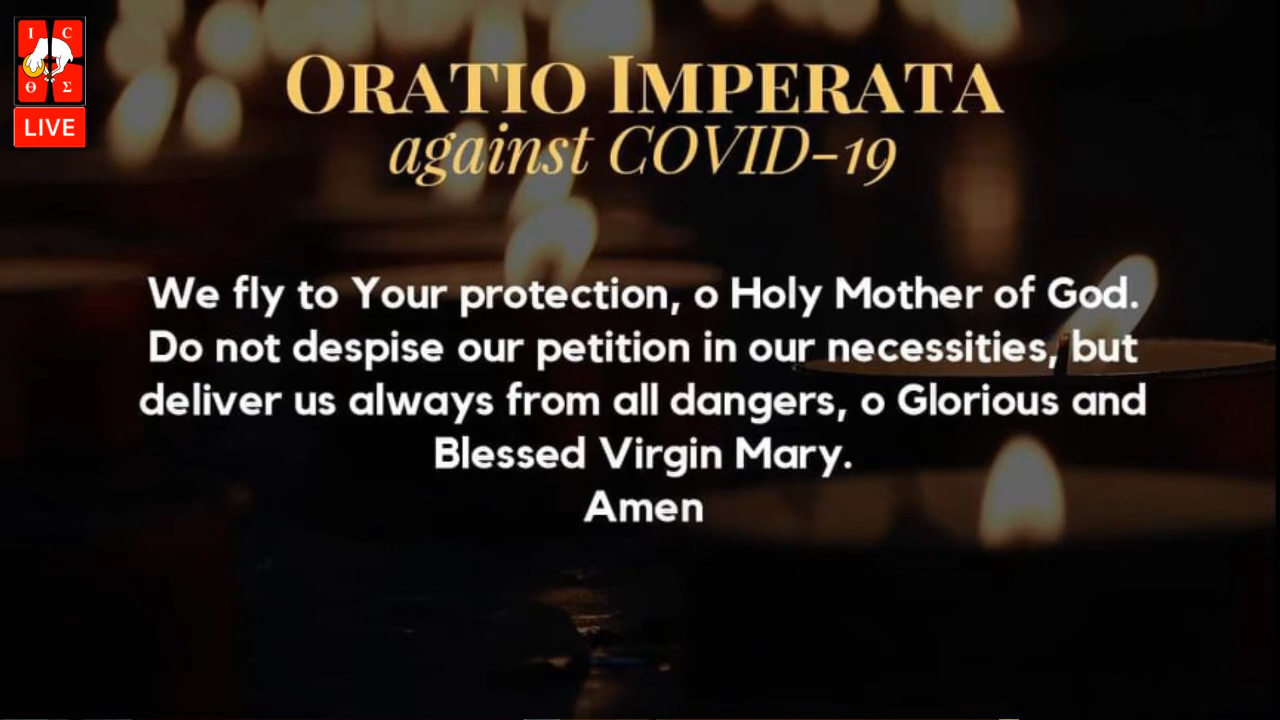 I C
Θ Σ
LIVE
ORATIO IMPERATA
against COVID-19
We fly to Your protection, o Holy Mother of God.
Do not despise our petition in our necessities, but
deliver us always from all dangers, o Glorious and
Blessed Virgin Mary.
Amen